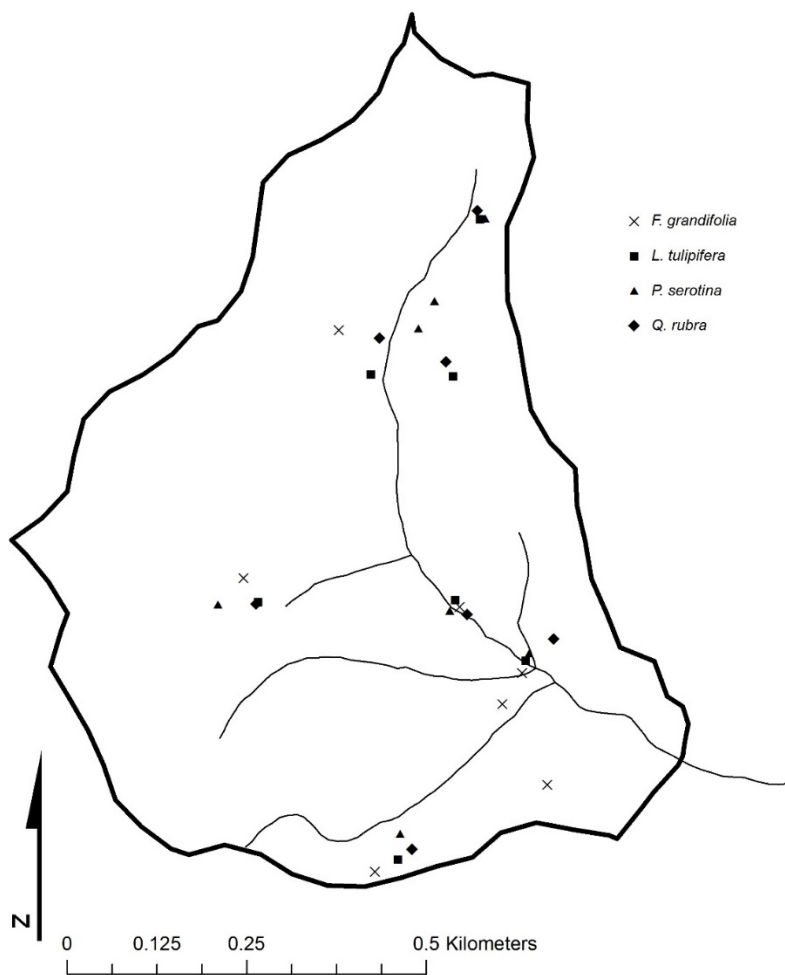 F. grandifolia
L. tulipifera
P. serotina
Q. rubra
N
0 0.125 0.25 0.5 Kilometers